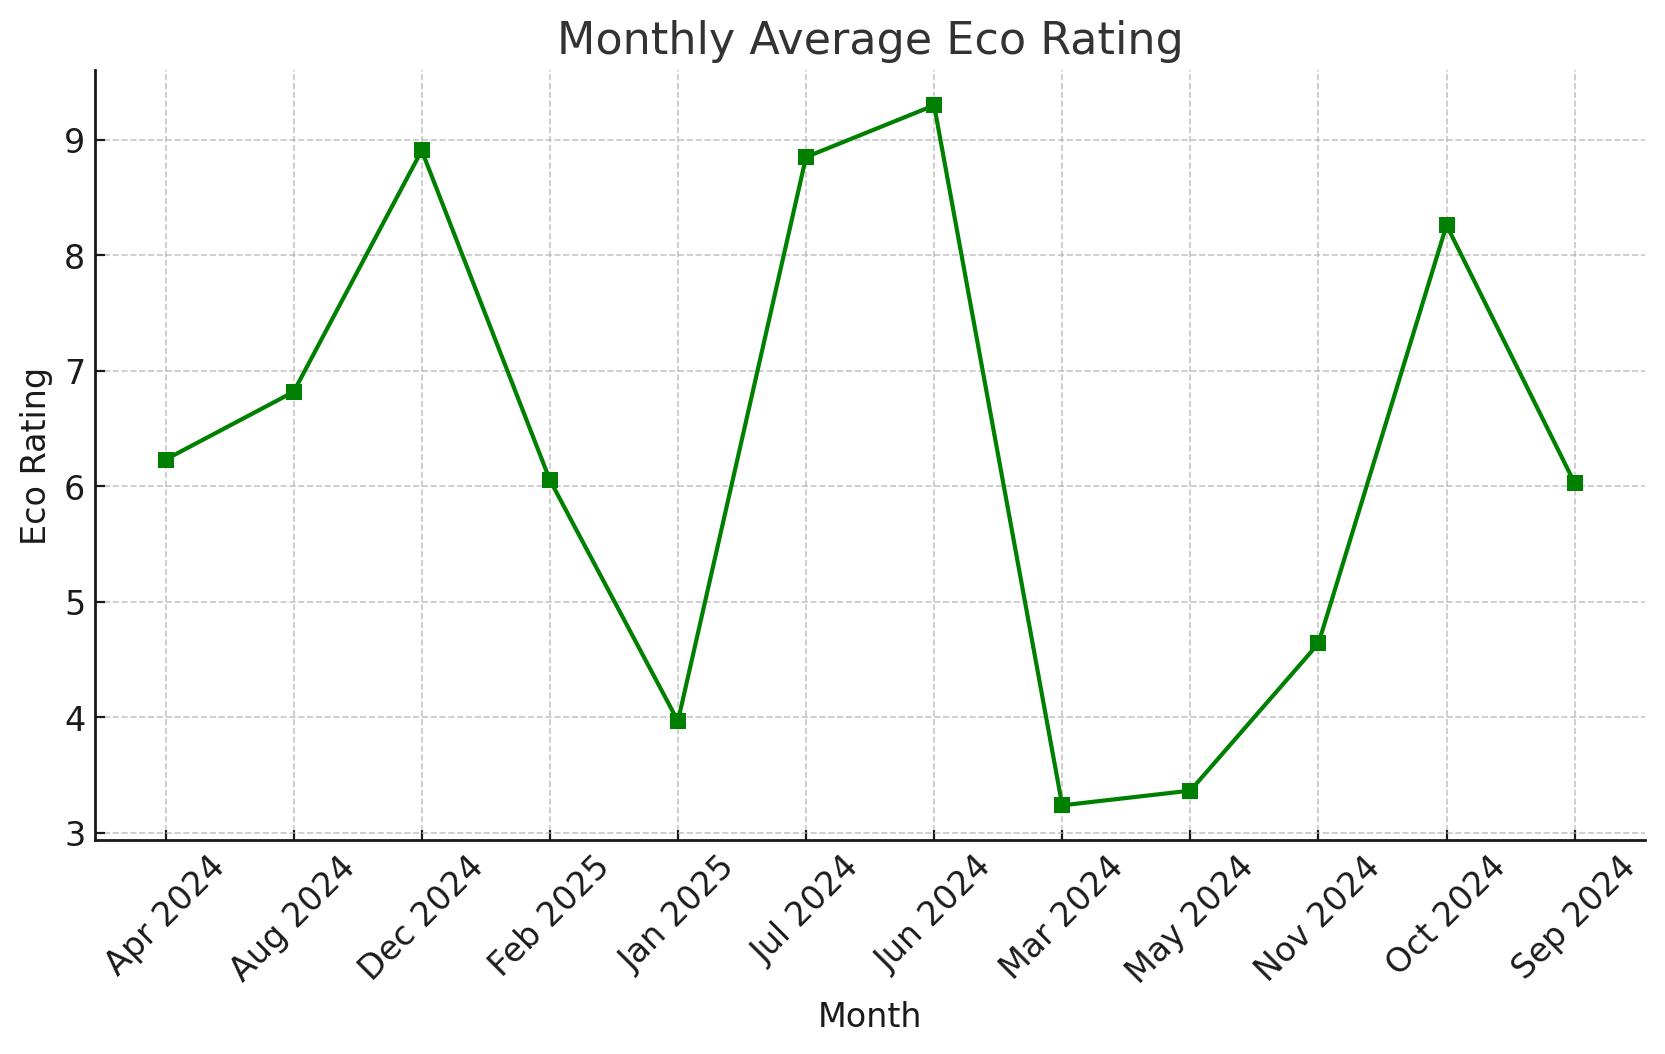 Monthly Average Eco Rating
Eco Rating
9
8
7
6
5
4
3
Apr 2024
Aug 2024
Dec 2024
Feb 2025
Jan 2025
Jul 2024
Jun 2024
Mar 2024
May 2024
Nov 2024
Oct 2024
Sep 2024
Month